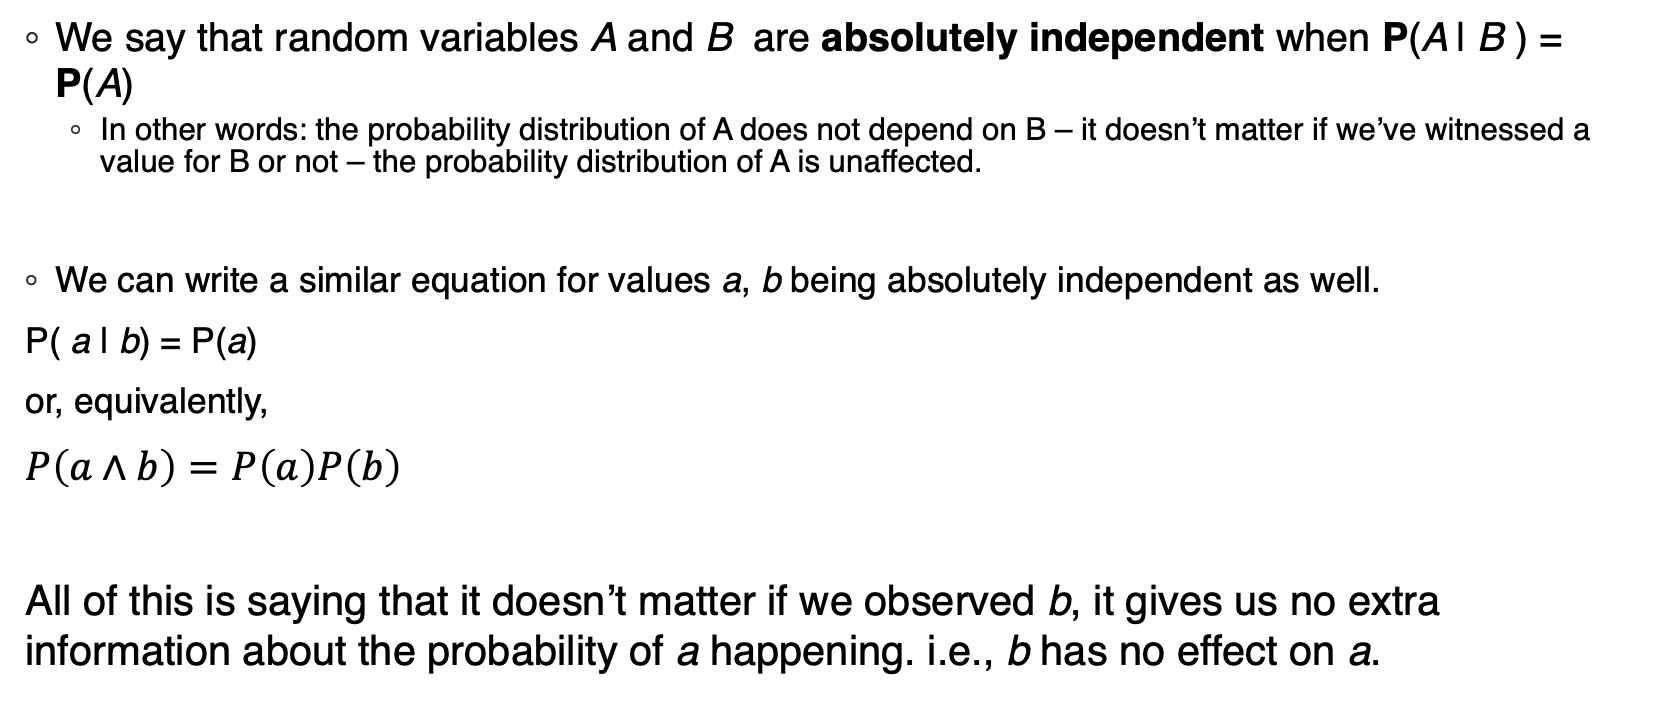 ◦ We say that random variables A and B are absolutely independent when P(A| B ) =
P(A)
◦ In other words: the probability distribution of A does not depend on B – it doesn’t matter if we’ve witnessed a
value for B or not – the probability distribution of A is unaffected.
◦ We can write a similar equation for values a, b being absolutely independent as well.
P( a | b) = P(a)
or, equivalently,
P(a ∧ b) = P(a)P(b)
All of this is saying that it doesn’t matter if we observed b, it gives us no extra
information about the probability of a happening. i.e., b has no effect on a.